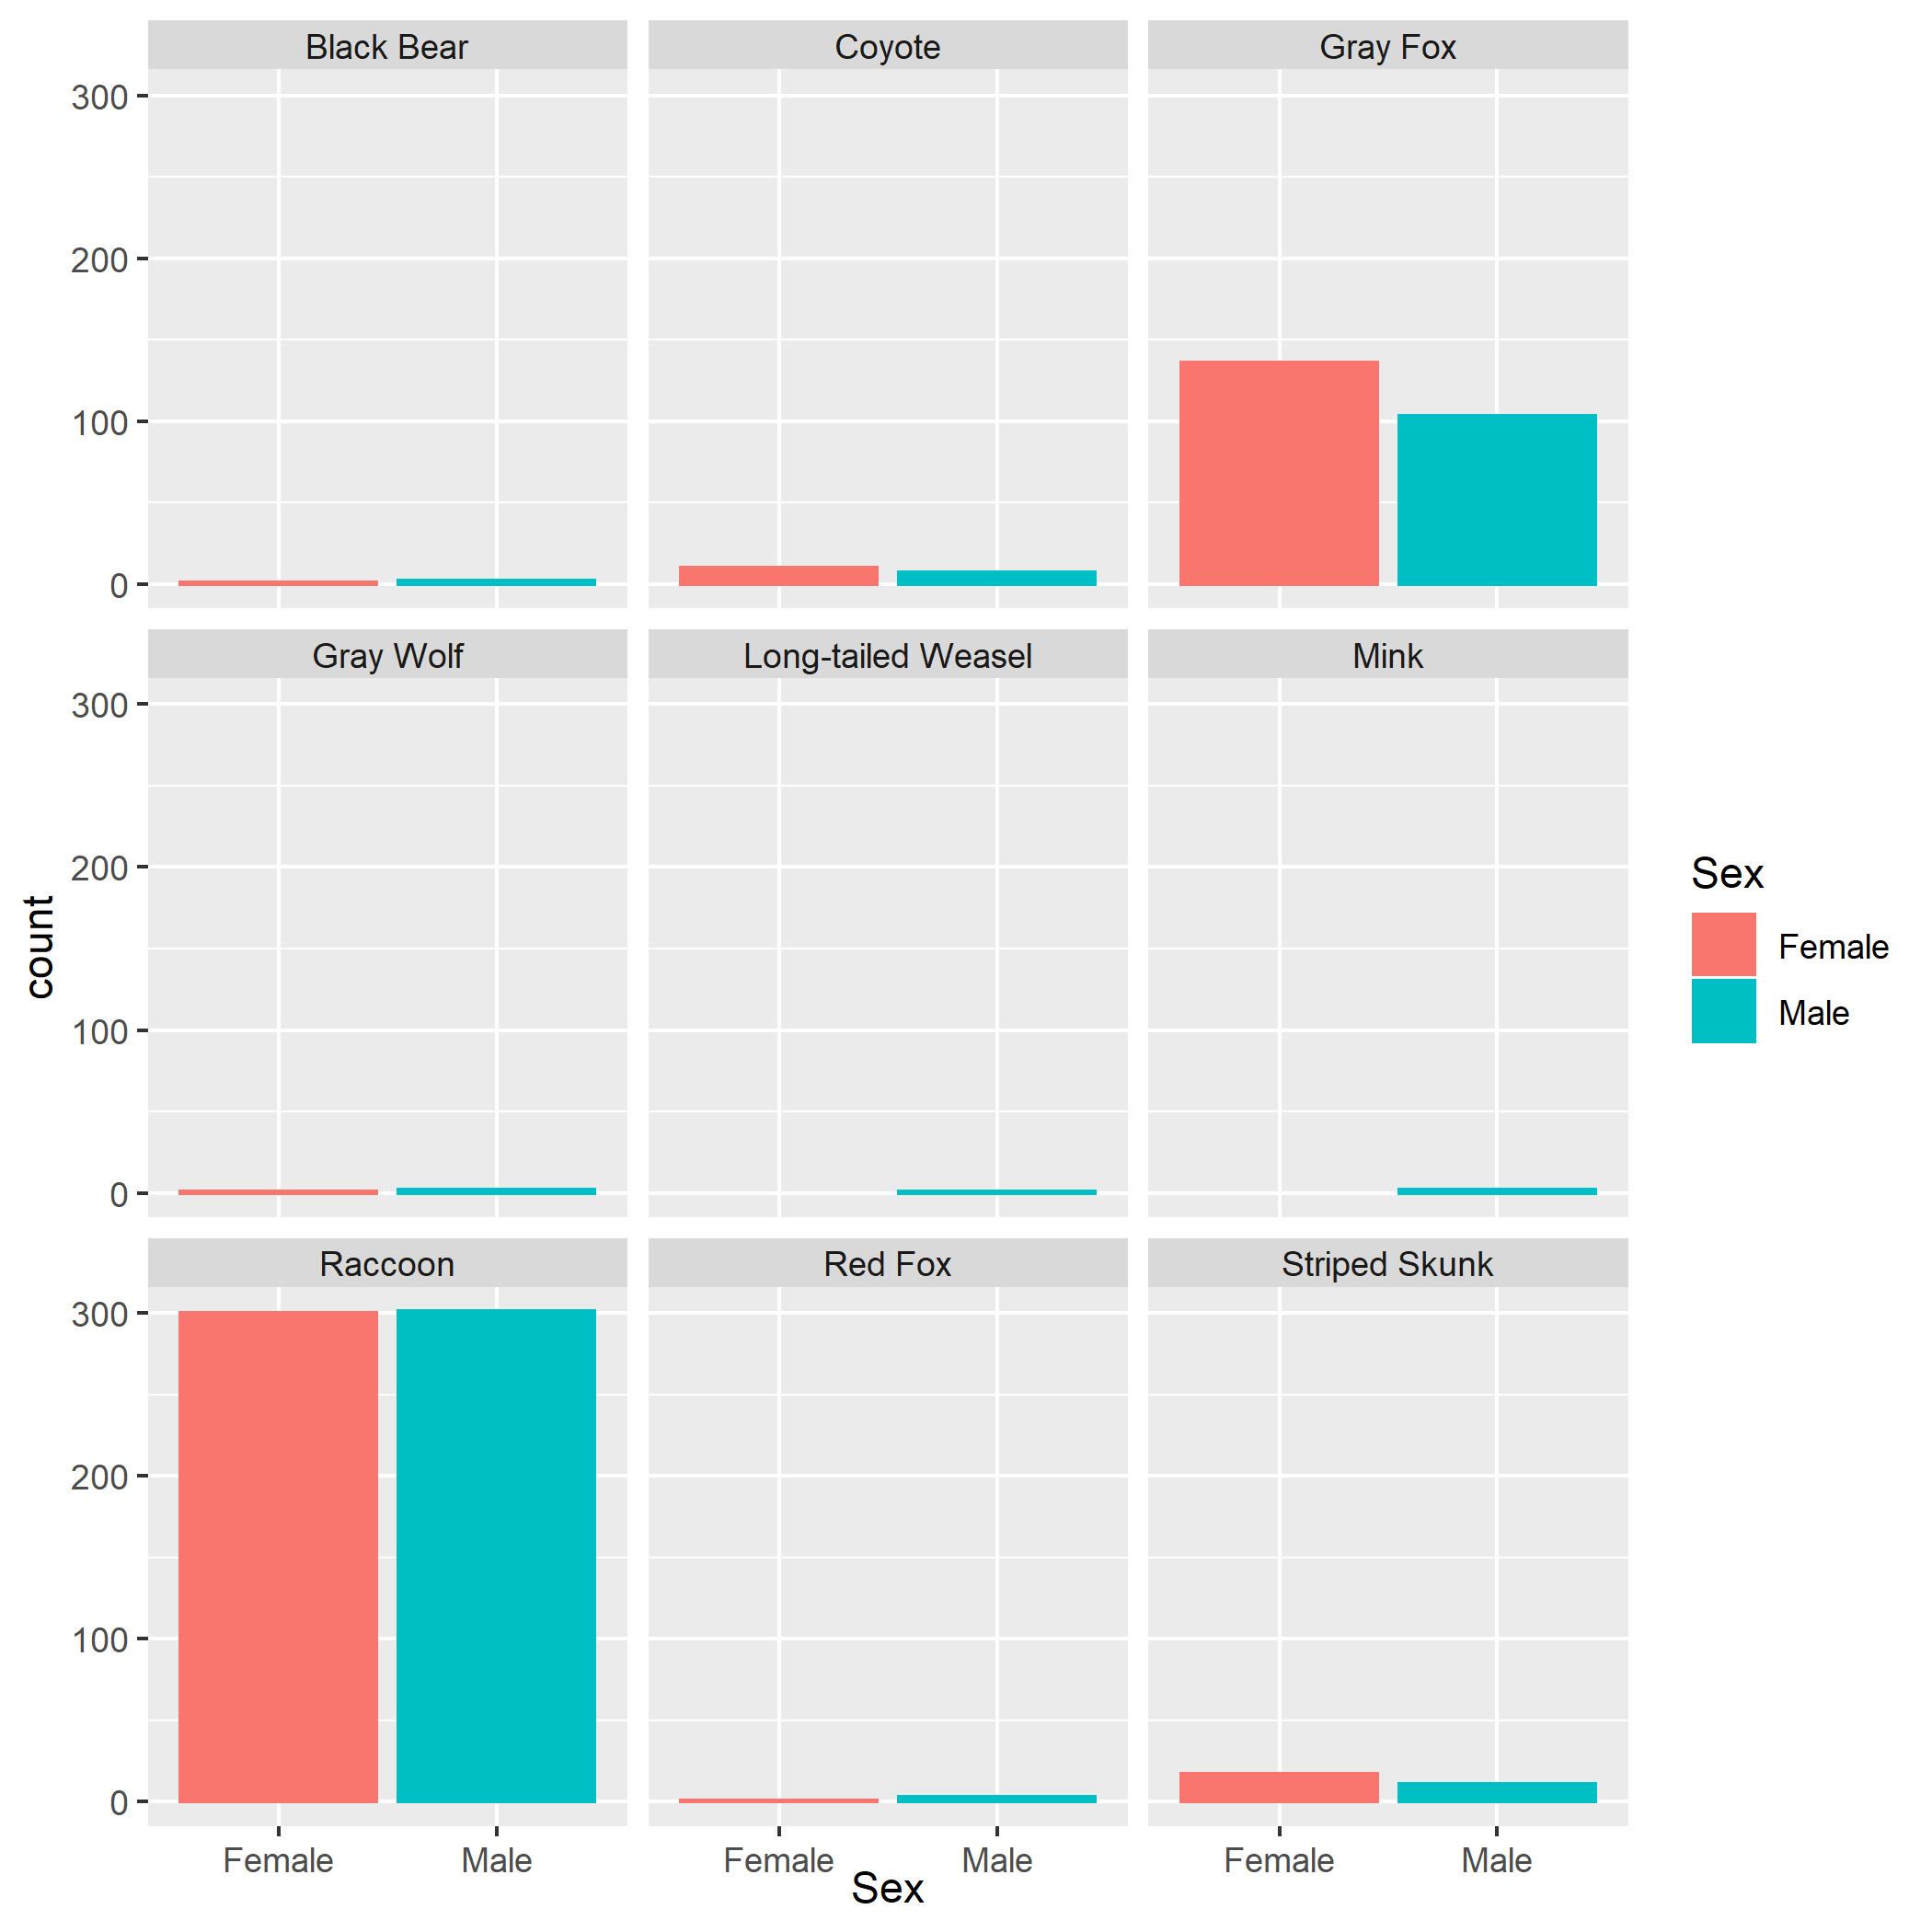 Black Bear
Coyote
Gray Fox
300
200
100
0
Gray Wolf
Long-tailed Weasel
Mink
300
200
100
0
Raccoon
Red Fox
Striped Skunk
300
200
100
0
Female Male
Female Male
Female Male
Sex
count
Sex
Female
Male